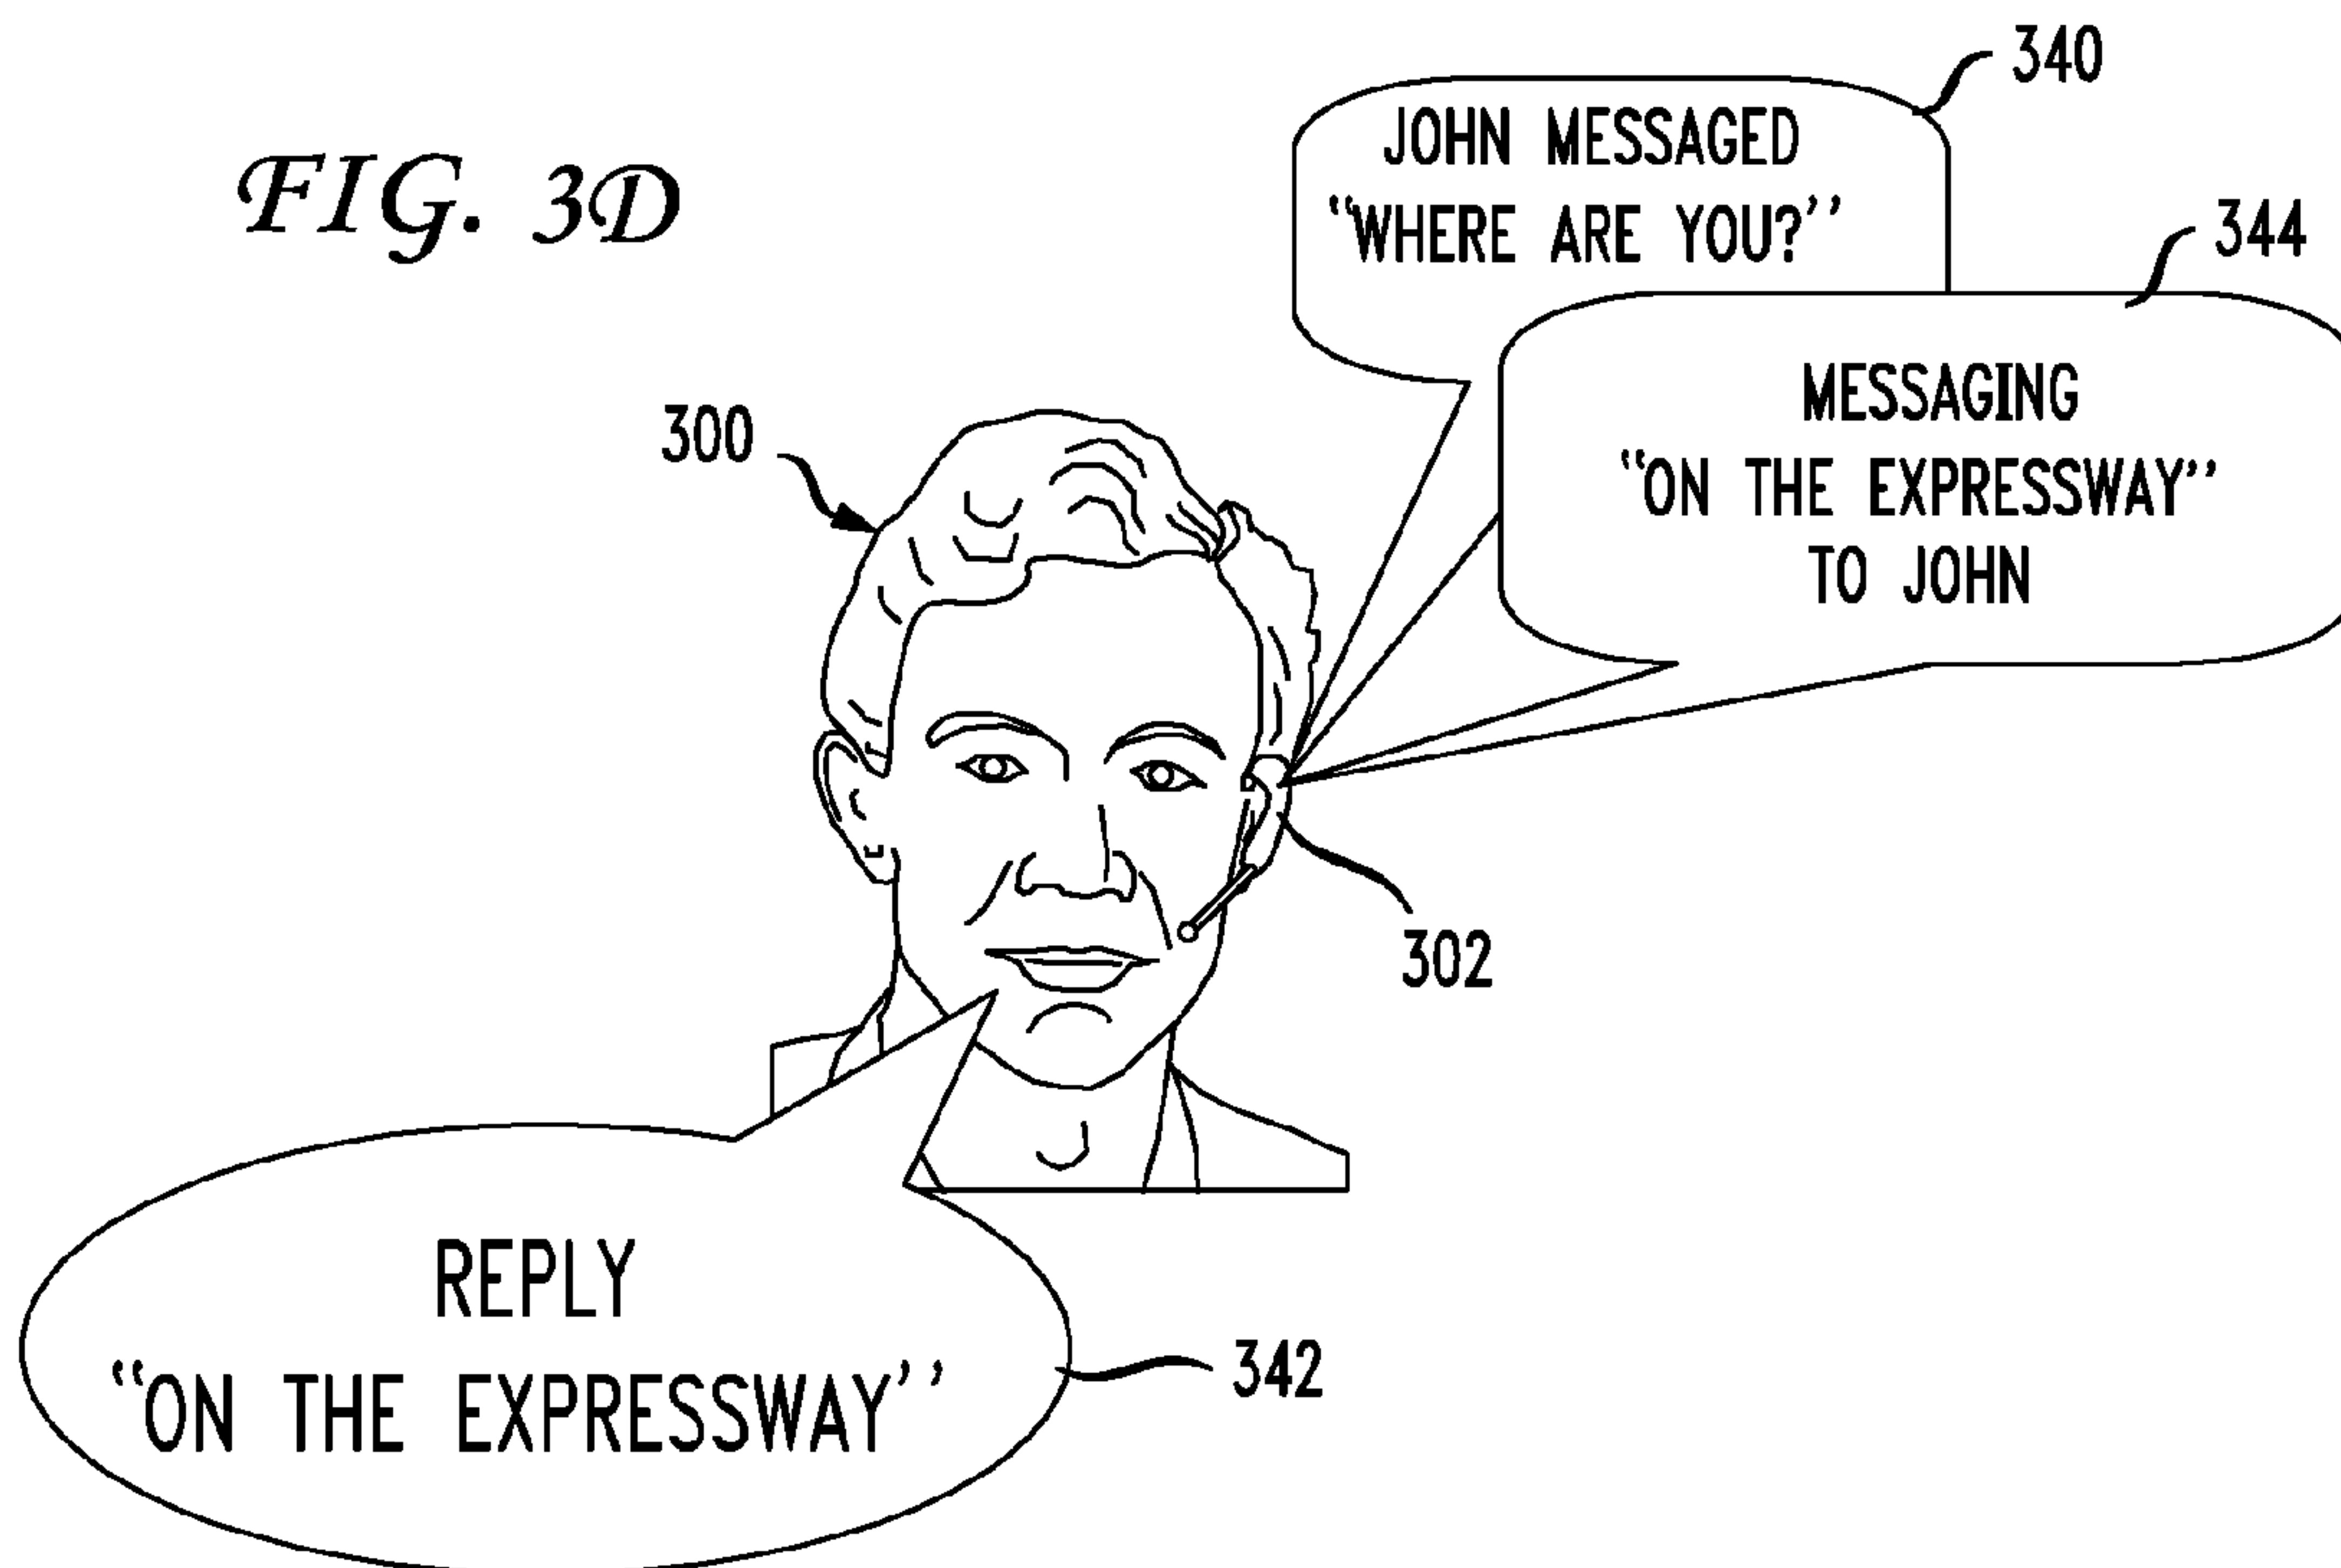 FIG. 3D
340
JOHN MESSAGED
“WHERE ARE YOU?”
344
MESSAGING
“ON THE EXPRESSWAY”
TO JOHN
300
302
REPLY
“ON THE EXPRESSWAY”
342